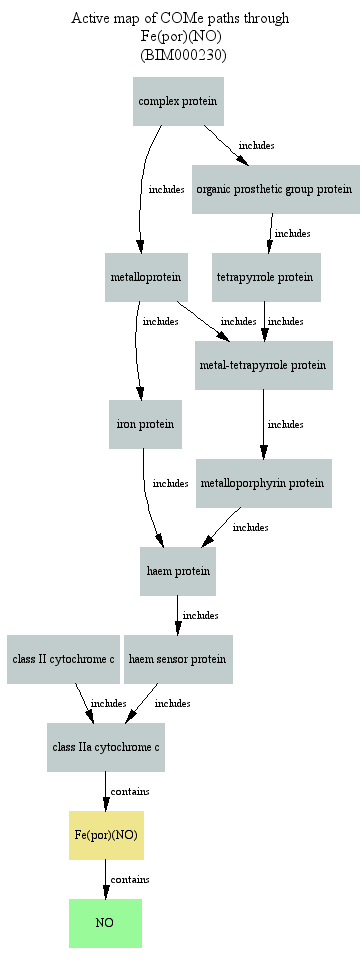 Active map of COMe paths through
Fe(por)(NO)
(BIM000230)
complex protein
includes
organic prosthetic group protein
includes
includes
metalloprotein
tetrapyrrole protein
includes
includes
includes
metal-tetrapyrrole protein
iron protein
includes
metalloporphyrin protein
includes
includes
haem protein
includes
class II cytochrome c
haem sensor protein
includes
includes
class IIa cytochrome c
contains
Fe(por)(NO)
contains
NO